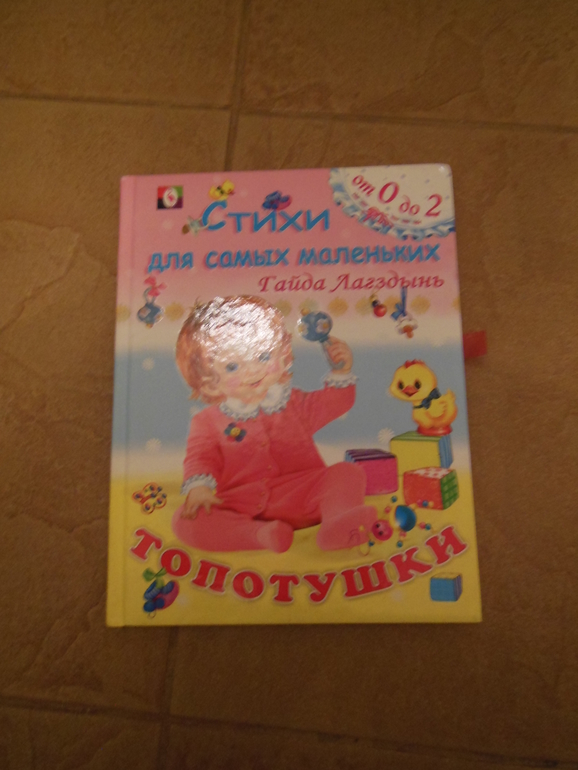 от 0 до 2
Стихи
для самых маленьких
Гайда Лагздынь
ТОПОТУШКИ